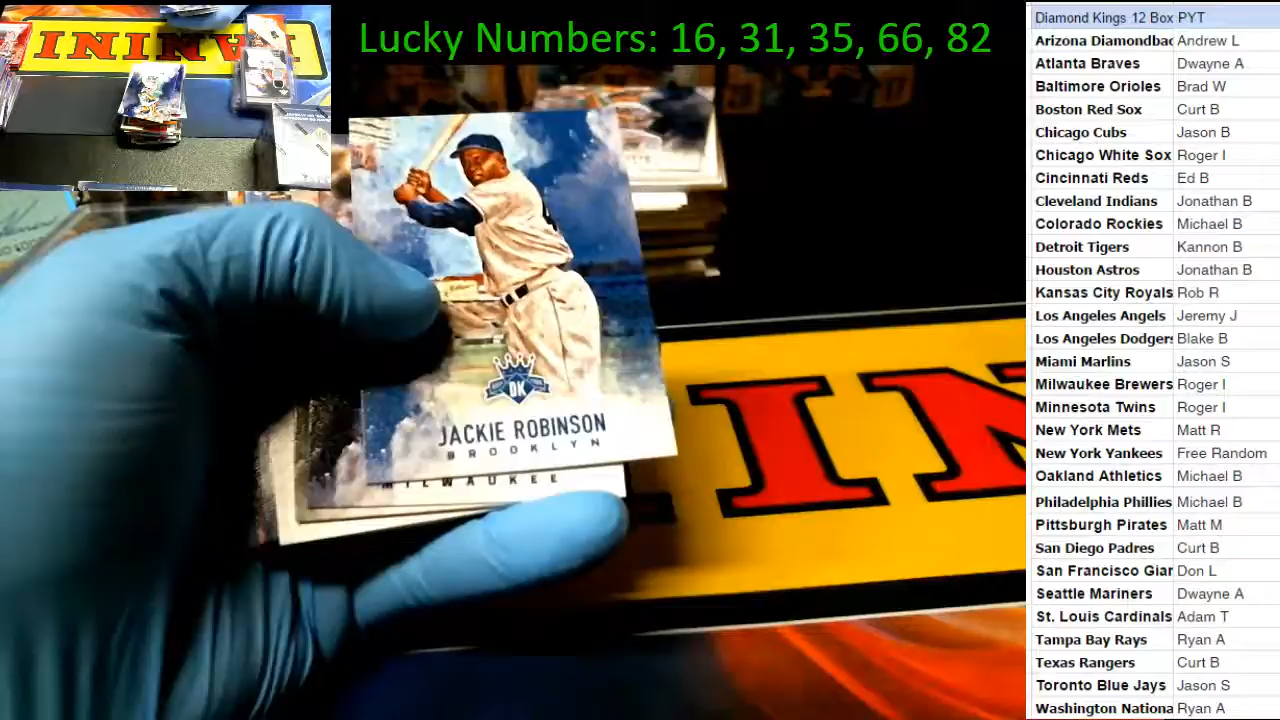 Lucky Numbers: 16, 31, 35, 66, 82
PANINI
DK
JACKIE ROBINSON
BROOKLYN
MILWAUKEE
Diamond Kings 12 Box PYT
Arizona Diamondbac Andrew L
Atlanta Braves Dwayne A
Baltimore Orioles Brad W
Boston Red Sox Curt B
Chicago Cubs Jason B
Chicago White Sox Roger I
Cincinnati Reds Ed B
Cleveland Indians Jonathan B
Colorado Rockies Michael B
Detroit Tigers Kannon B
Houston Astros Jonathan B
Kansas City Royals Rob R
Los Angeles Angels Jeremy J
Los Angeles Dodgers Blake B
Miami Marlins Jason S
Milwaukee Brewers Roger I
Minnesota Twins Roger I
New York Mets Matt R
New York Yankees Free Random
Oakland Athletics Michael B
Philadelphia Phillies Michael B
Pittsburgh Pirates Matt M
San Diego Padres Curt B
San Francisco Giar Don L
Seattle Mariners Dwayne A
St. Louis Cardinals Adam T
Tampa Bay Rays Ryan A
Texas Rangers Curt B
Toronto Blue Jays Jason S
Washington Nationa Ryan A